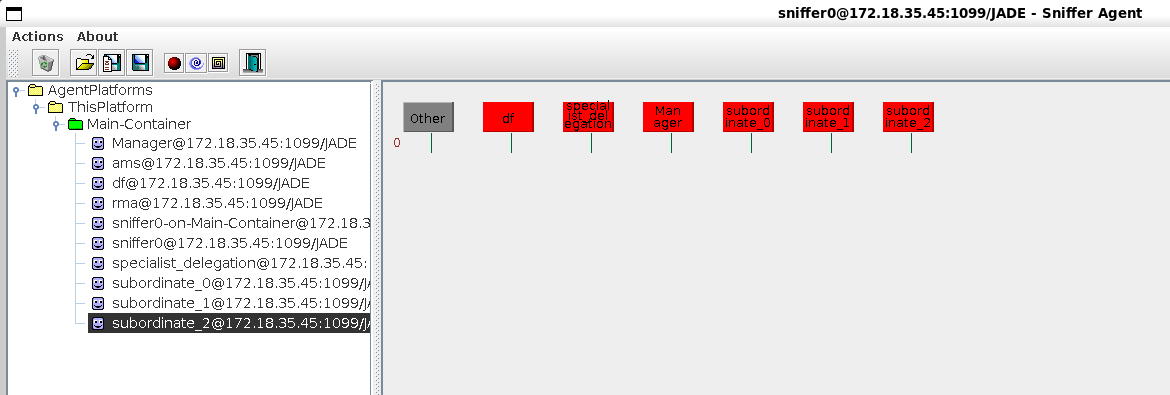 sniffer0@172.18.35.45:1099/JADE - Sniffer Agent
Actions About
AgentPlatforms
ThisPlatform
Main-Container
Manager@172.18.35.45:1099/JADE
ams@172.18.35.45:1099/JADE
df@172.18.35.45:1099/JADE
rma@172.18.35.45:1099/JADE
sniffer0-on-Main-Container@172.18.3
sniffer0@172.18.35.45:1099/JADE
specialist_delegation@172.18.35.45:
subordinate_0@172.18.35.45:1099/J
subordinate_1@172.18.35.45:1099/J
subordinate_2@172.18.35.45:1099/J
Other
df
special
ist_del
egation
Man
ager
subord
inate_0
subord
inate_1
subord
inate_2
0